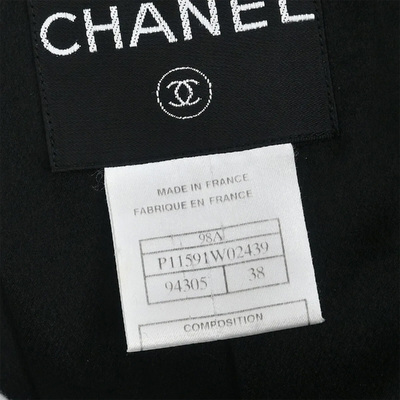 CHANEL
MADE IN FRANCE
FABRIQUE EN FRANCE
98A
P11591W02439
94305 38
COMPOSITION